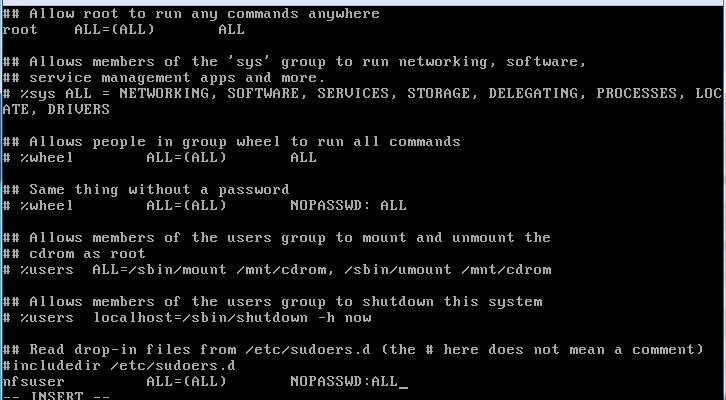 ## Allow root to run any commands anywhere
root    ALL=(ALL)       ALL

## Allows members of the 'sys' group to run networking, software,
## service management apps and more.
# %sys ALL = NETWORKING, SOFTWARE, SERVICES, STORAGE, DELEGATING, PROCESSES, LOC
ATE, DRIVERS

## Allows people in group wheel to run all commands
# %wheel        ALL=(ALL)       ALL

## Same thing without a password
# %wheel        ALL=(ALL)       NOPASSWD: ALL

## Allows members of the users group to mount and unmount the
## cdrom as root
# %users  ALL=/sbin/mount /mnt/cdrom, /sbin/umount /mnt/cdrom

## Allows members of the users group to shutdown this system
# %users  localhost=/sbin/shutdown -h now

## Read drop-in files from /etc/sudoers.d (the # here does not mean a comment)
#includedir /etc/sudoers.d
nfsuser         ALL=(ALL)       NOPASSWD:ALL
-- INSERT --